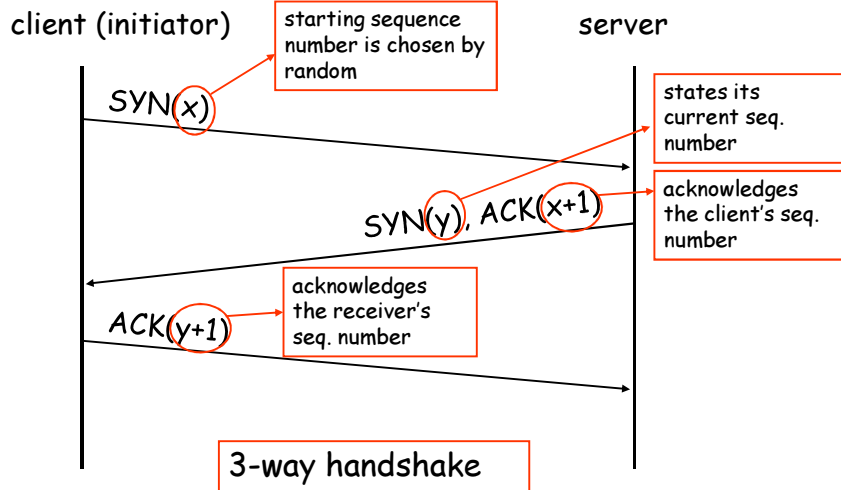 client (initiator)
starting sequence
number is chosen by
random
server
SYN(x)
states its
current seq.
number
SYN(y), ACK(x+1)
acknowledges
the client's seq.
number
acknowledges
the receiver's
seq. number
ACK(y+1)
3-way handshake